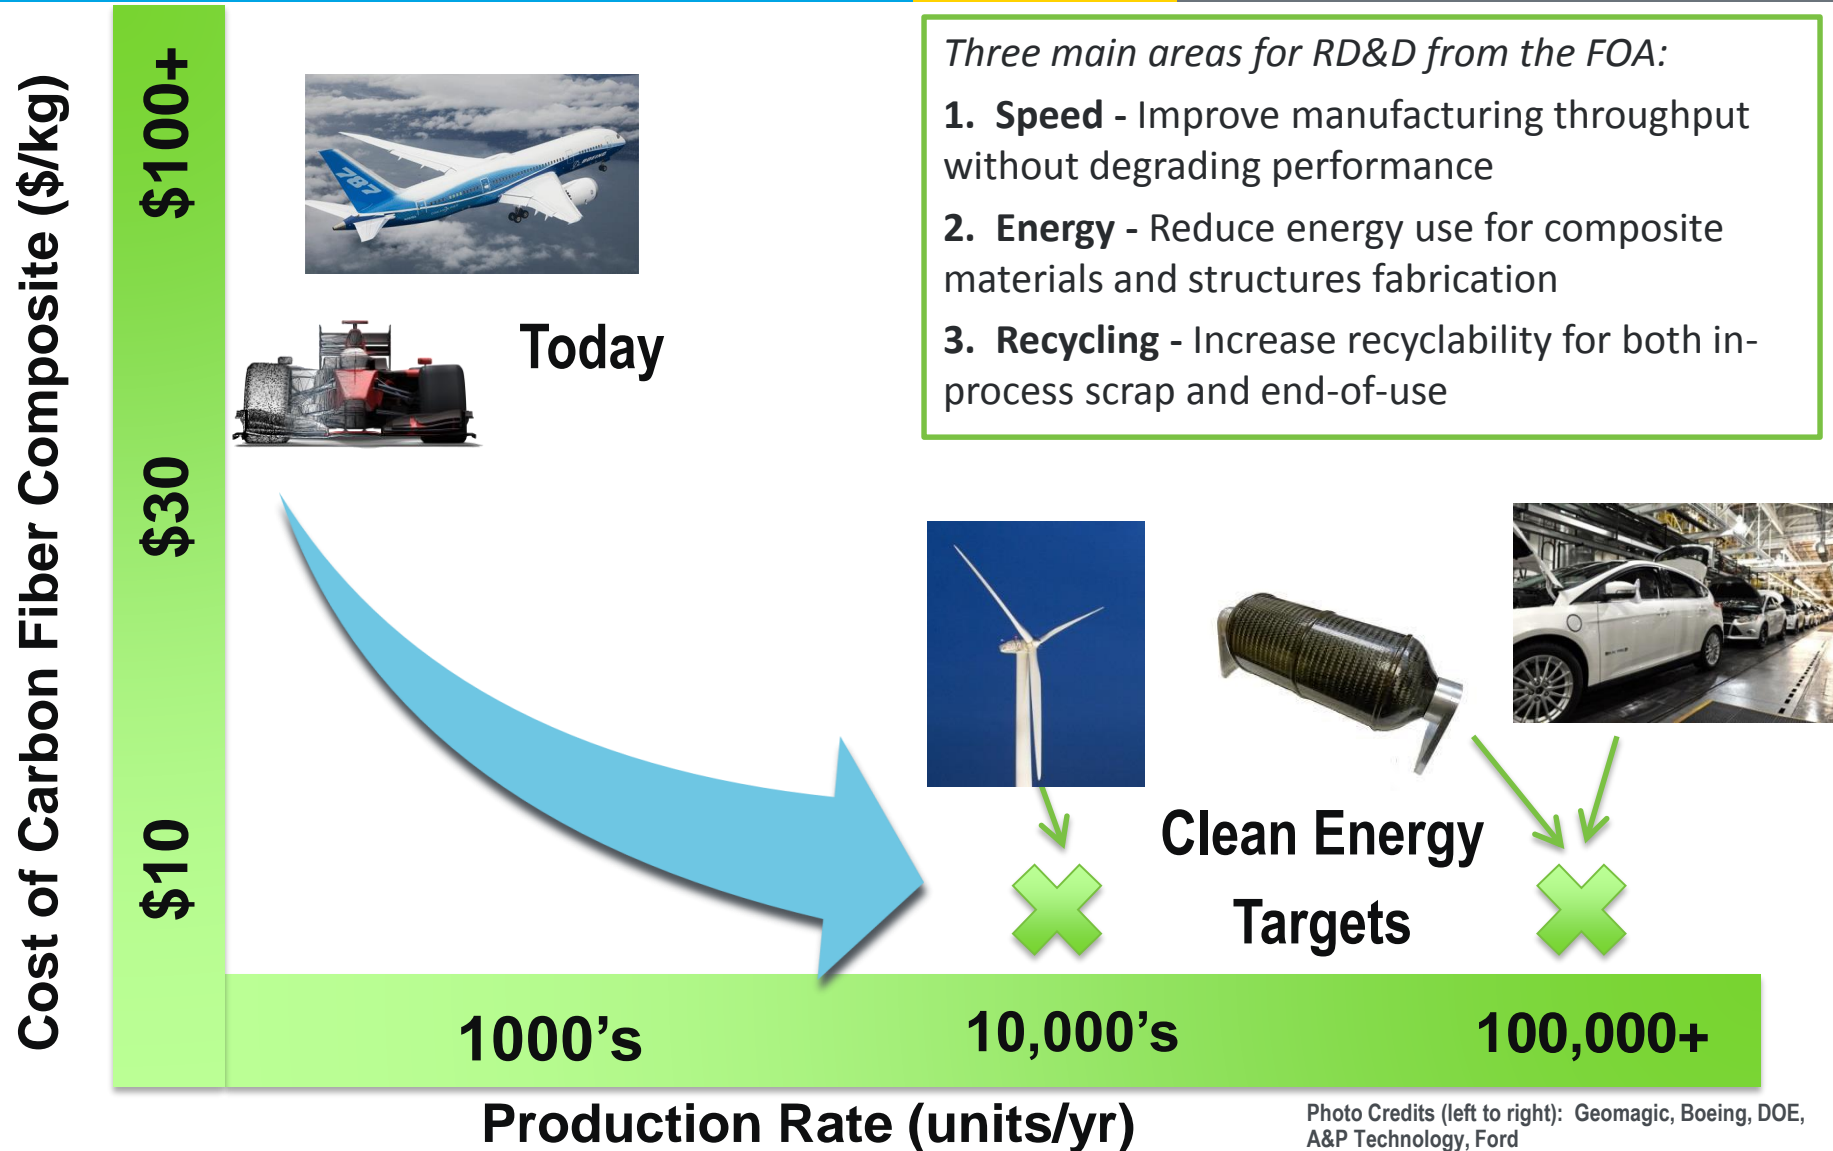 Three main areas for RD&D from the FOA:
1. Speed - Improve manufacturing throughput
without degrading performance
2. Energy - Reduce energy use for composite
materials and structures fabrication
3. Recycling - Increase recyclability for both in-
process scrap and end-of-use
Cost of Carbon Fiber Composite ($/kg)
$100+
$30
$10
787
BOEING
Today
Clean Energy
Targets
1000’s
10,000’s
100,000+
Production Rate (units/yr)
Photo Credits (left to right): Geomagic, Boeing, DOE,
A&P Technology, Ford